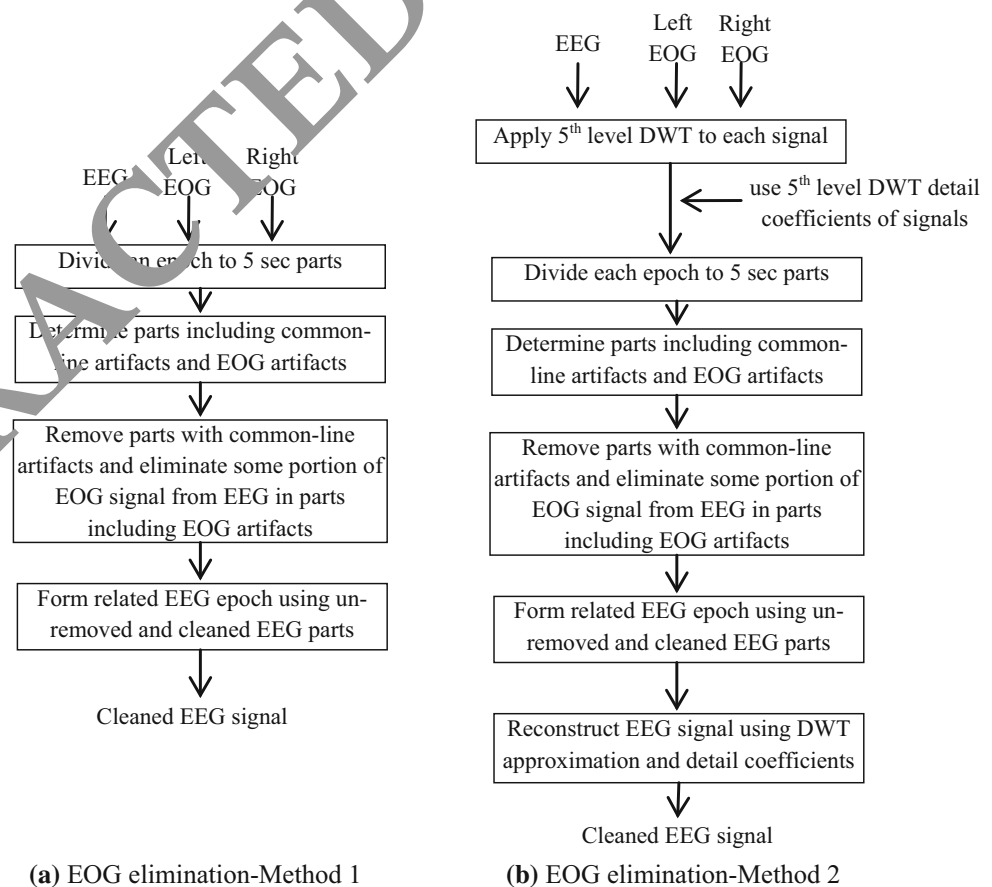 EEG
Left
EOG
Right
EOG
Divide an epoch to 5 sec parts
Determine parts including common-
line artifacts and EOG artifacts
Remove parts with common-line
artifacts and eliminate some portion of
EOG signal from EEG in parts
including EOG artifacts
Form related EEG epoch using un-
removed and cleaned EEG parts
Cleaned EEG signal
(a) EOG elimination-Method 1
EEG
Left
EOG
Right
EOG
Apply 5th level DWT to each signal
use 5th level DWT detail
coefficients of signals
Divide each epoch to 5 sec parts
Determine parts including common-
line artifacts and EOG artifacts
Remove parts with common-line
artifacts and eliminate some portion of
EOG signal from EEG in parts
including EOG artifacts
Form related EEG epoch using un-
removed and cleaned EEG parts
Reconstruct EEG signal using DWT
approximation and detail coefficients
Cleaned EEG signal
(b) EOG elimination-Method 2
RACTED